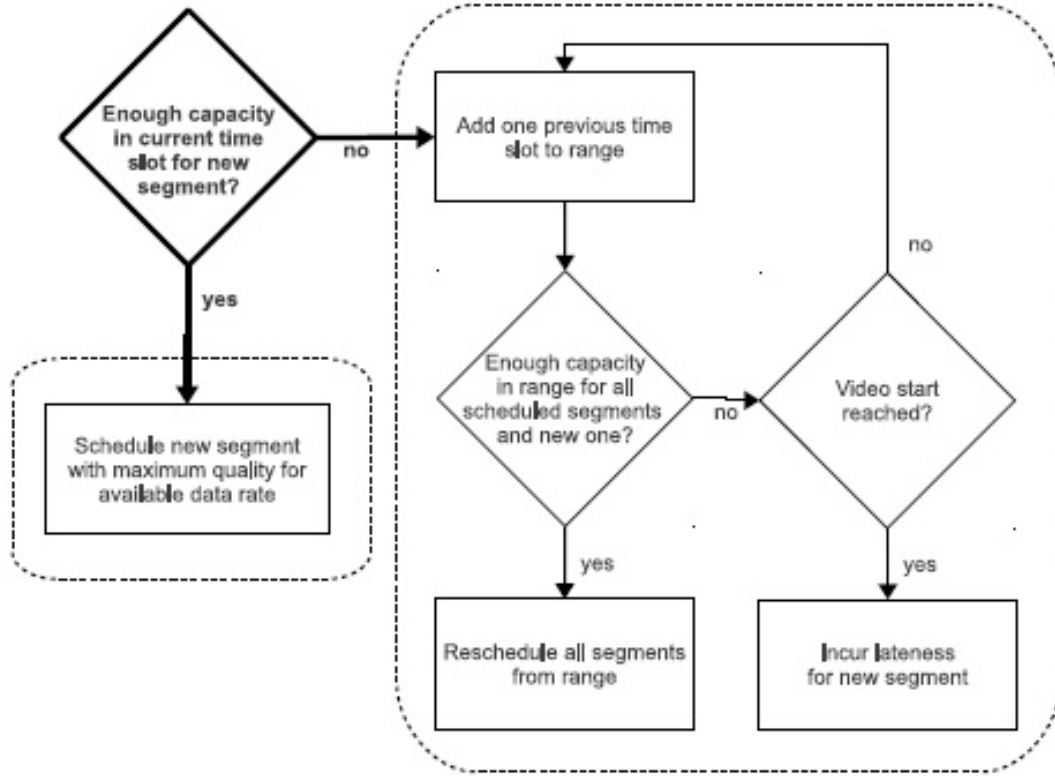 Enough capacity
in current time
slot for new
segment?
no
yes
Schedule new segment
with maximum quality for
available data rate
Add one previous time
slot to range
Enough capacity
in range for all
scheduled segments
and new one?
no
yes
Reschedule all segments
from range
Video start
reached?
no
yes
Incur lateness
for new segment